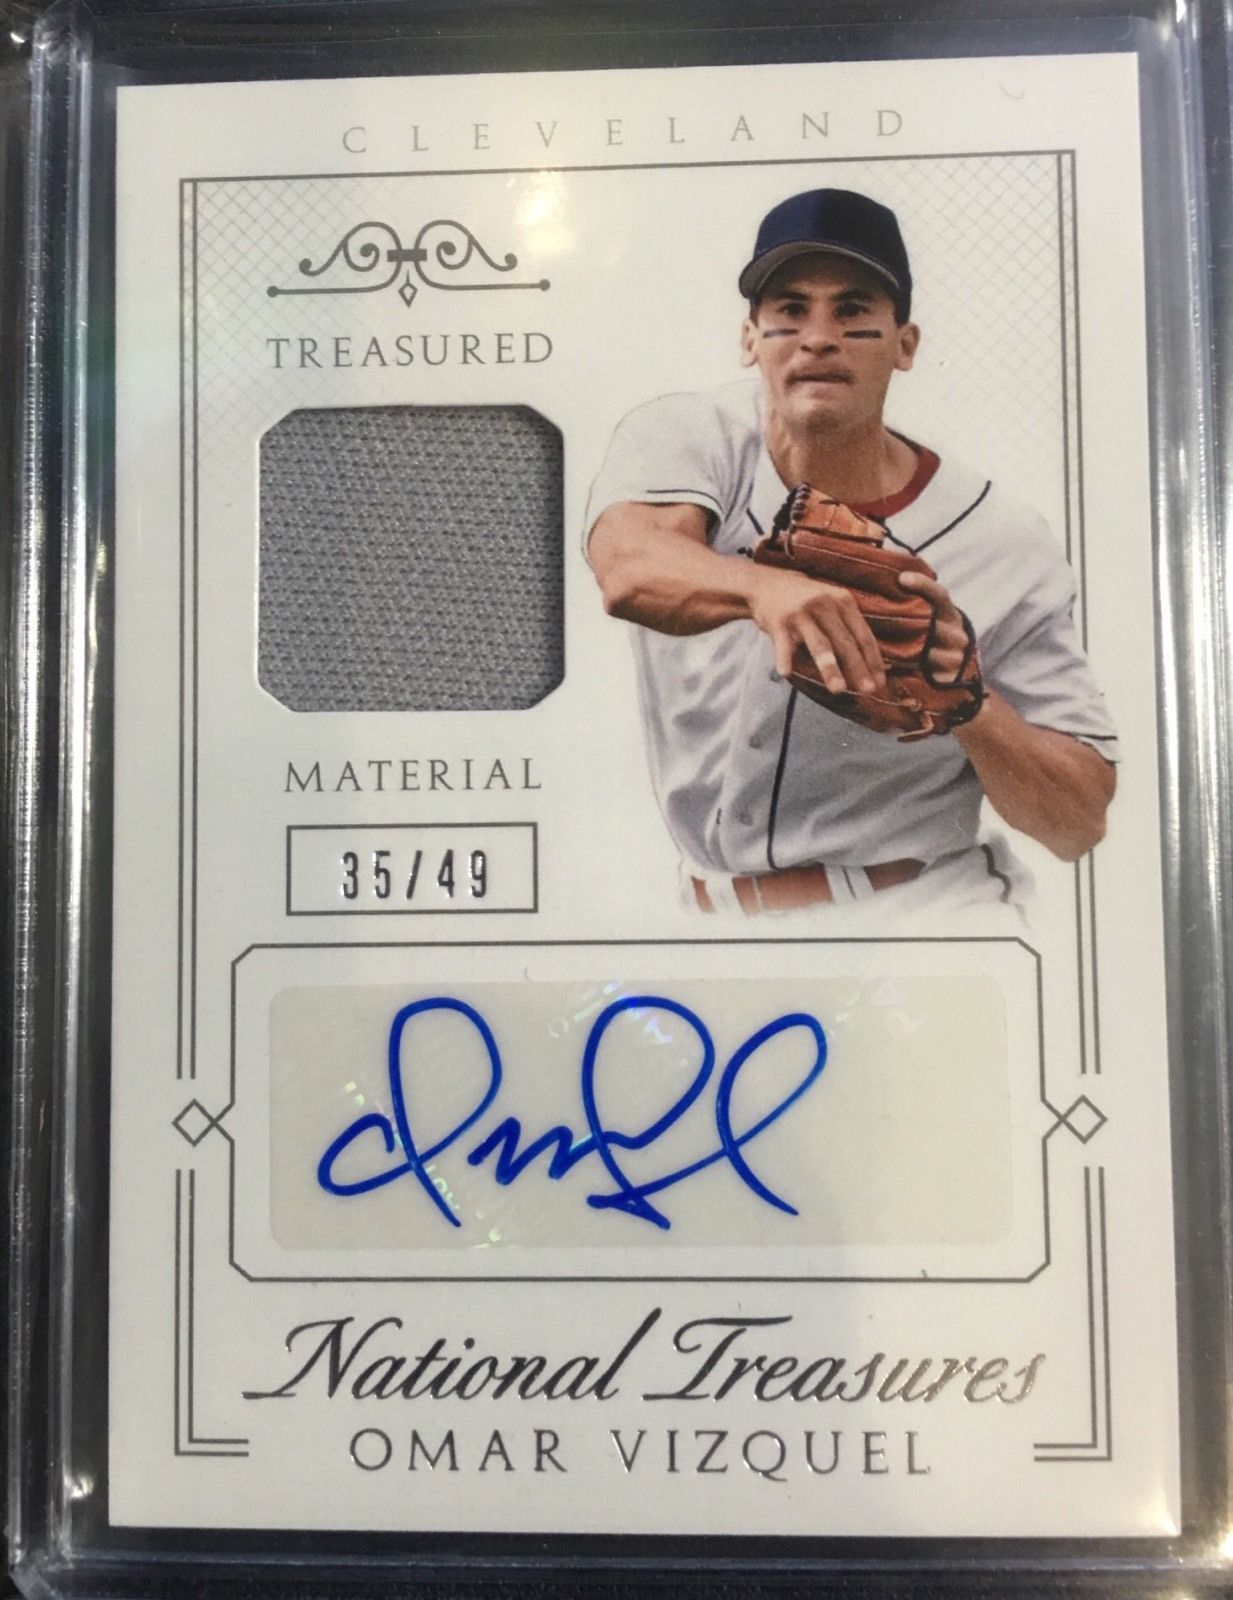 CLEVELAND
TREASURED
MATERIAL
35/49
National Treasures
OMAR VIZQUEL